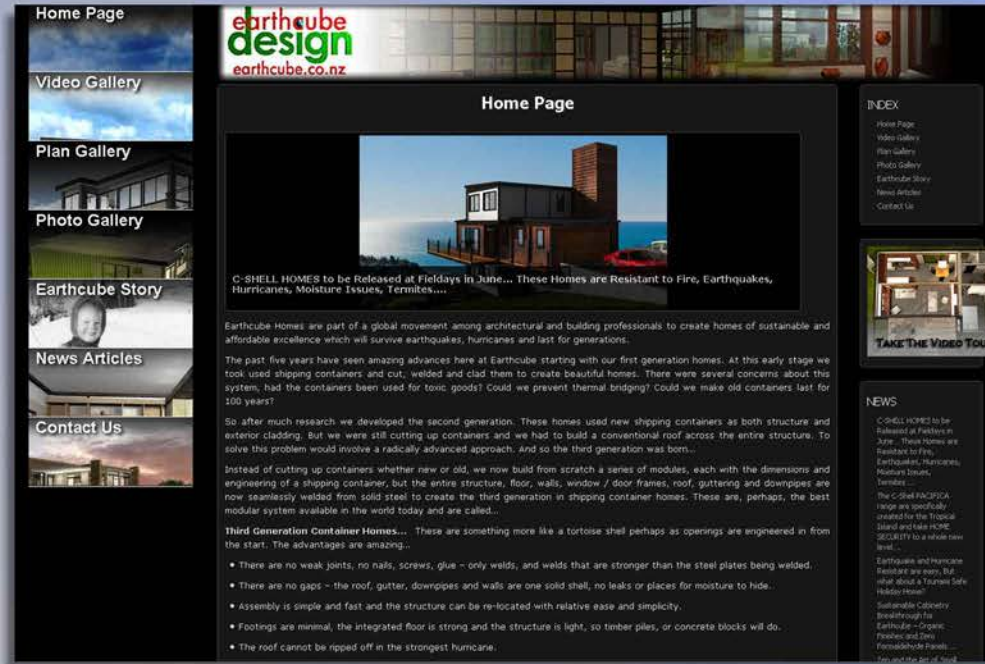 Home Page
Video Gallery
Plan Gallery
Photo Gallery
Earthcube Story
News Articles
Contact Us
earthcube
design
earthcube.co.nz
Home Page
C-SHELL HOMES to be Released at Fieldays in June... These Homes are Resistant to Fire, Earthquakes,
Hurricanes, Moisture Issues, Termites....
Earthcube Homes are part of a global movement among architectural and building professionals to create homes of sustainable and
affordable excellence which will survive earthquakes, hurricanes and last for generations.
The past five years have seen amazing advances here at Earthcube starting with our first generation homes. At this early stage we
took used shipping containers and cut, welded and clad them to create beautiful homes. There were several concerns about this
system, had the containers been used for toxic goods? Could we prevent thermal bridging? Could we make old containers last for
100 years?
So after much research we developed the second generation. These homes used new shipping containers as both structure and
exterior cladding. But we were still cutting up containers and we had to build a conventional roof across the entire structure. To
solve this problem would involve a radically advanced approach. And so the third generation was born...
Instead of cutting up containers whether new or old, we now build from scratch a series of modules, each with the dimensions and
engineering of a shipping container, but the entire structure, floor, walls, window / door frames, roof, guttering and downpipes are
now seamlessly welded from solid steel to create the third generation in shipping container homes. These are, perhaps, the best
modular system available in the world today and are called...
Third Generation Container Homes... These are something more like a tortoise shell perhaps as openings are engineered in from
the start. The advantages are amazing...
• There are no weak joints, no nails, screws, glue – only welds, and welds that are stronger than the steel plates being welded.
• There are no gaps – the roof, gutter, downpipes and walls are one solid shell, no leaks or places for moisture to hide.
• Assembly is simple and fast and the structure can be re-located with relative ease and simplicity.
• Footings are minimal, the integrated floor is strong and the structure is light, so timber piles, or concrete blocks will do.
• The roof cannot be ripped off in the strongest hurricane.
INDEX
Home Page
Video Gallery
Plan Gallery
Photo Gallery
Earthcube Story
News Articles
Contact Us
TAKE THE VIDEO TOU
NEWS
C-SHELL HOMES to be
Released at Fieldays in
June... These Homes are
Resistant to Fire,
Earthquakes, Hurricanes,
Moisture Issues,
Termites....
The C-Shell PACIFICA
range are specifically
created for the Tropical
Island and take HOME
SECURITY to a whole new
level...
Earthquake and Hurricane
Resistant are easy, But
what about a Tsunami Safe
Holiday Home?
Sustainable Cabinetry
Breakthrough for
Earthcube – Organic
Finishes and Zero
Formaldehyde Panels...
and the Art of Small